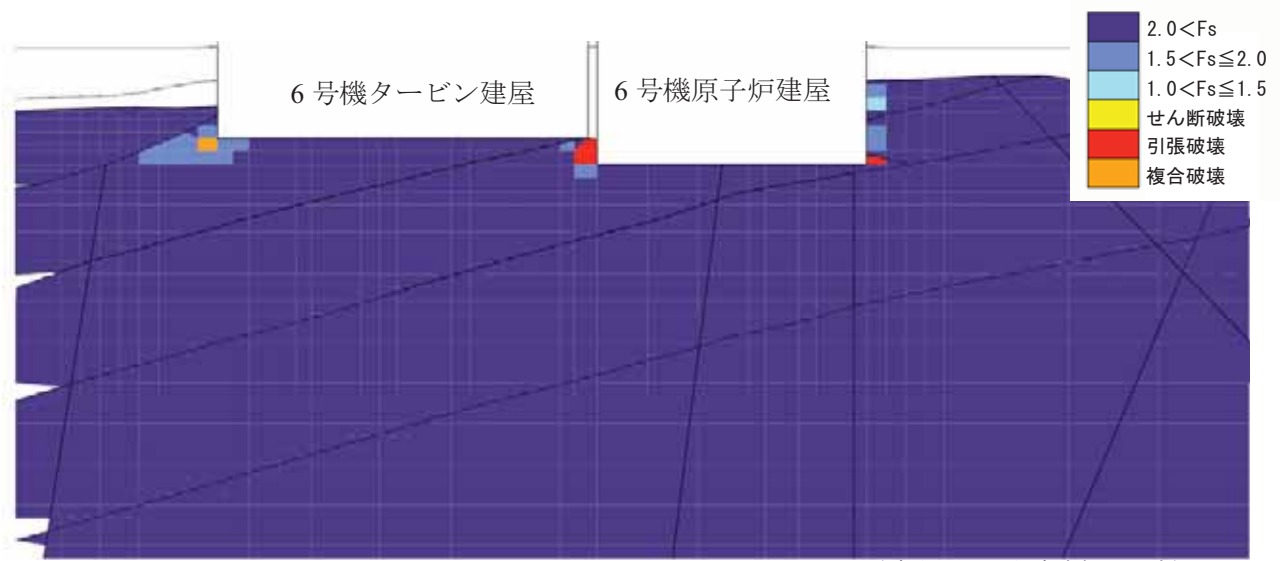 6 号機タービン建屋
6 号機原子炉建屋
2.0<Fs
1.5<Fs≦2.0
1.0<Fs≦1.5
せん断破壊
引張破壊
複合破壊